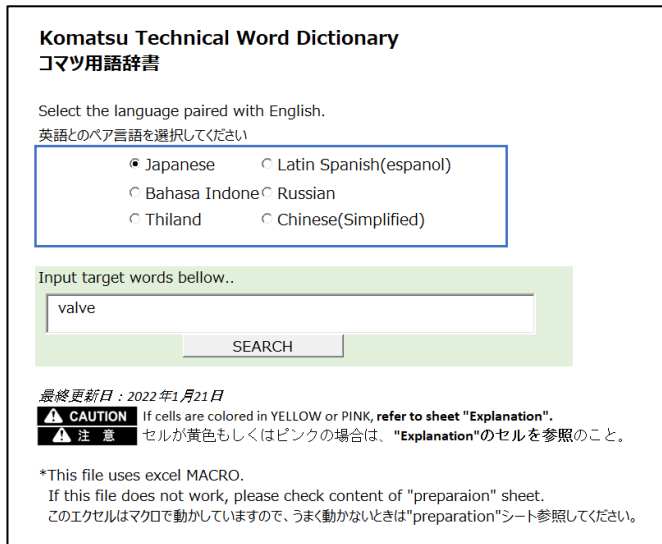 Komatsu Technical Word Dictionary
コマツ用語辞書
Select the language paired with English.
英語とのペア言語を選択してください
Japanese Latin Spanish(espanol)
Bahasa Indone Russian
Thiland Chinese(Simplified)
Input target words bellow..
valve
SEARCH
最終更新日：2022年1月21日
CAUTION If cells are colored in YELLOW or PINK, refer to sheet "Explanation".
注 意 セルが黄色もしくはピンクの場合は、"Explanation"のセルを参照のこと。
*This file uses excel MACRO.
If this file does not work, please check content of "preparaion" sheet.
このエクセルはマクロで動かしていますので、うまく動かないときは"preparation"シート参照してください。